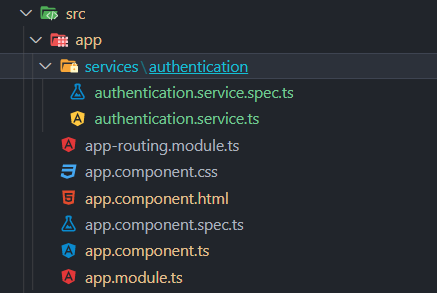 src
app
services\authentication
authentication.service.spec.ts
authentication.service.ts
app-routing.module.ts
app.component.css
app.component.html
app.component.spec.ts
app.component.ts
app.module.ts